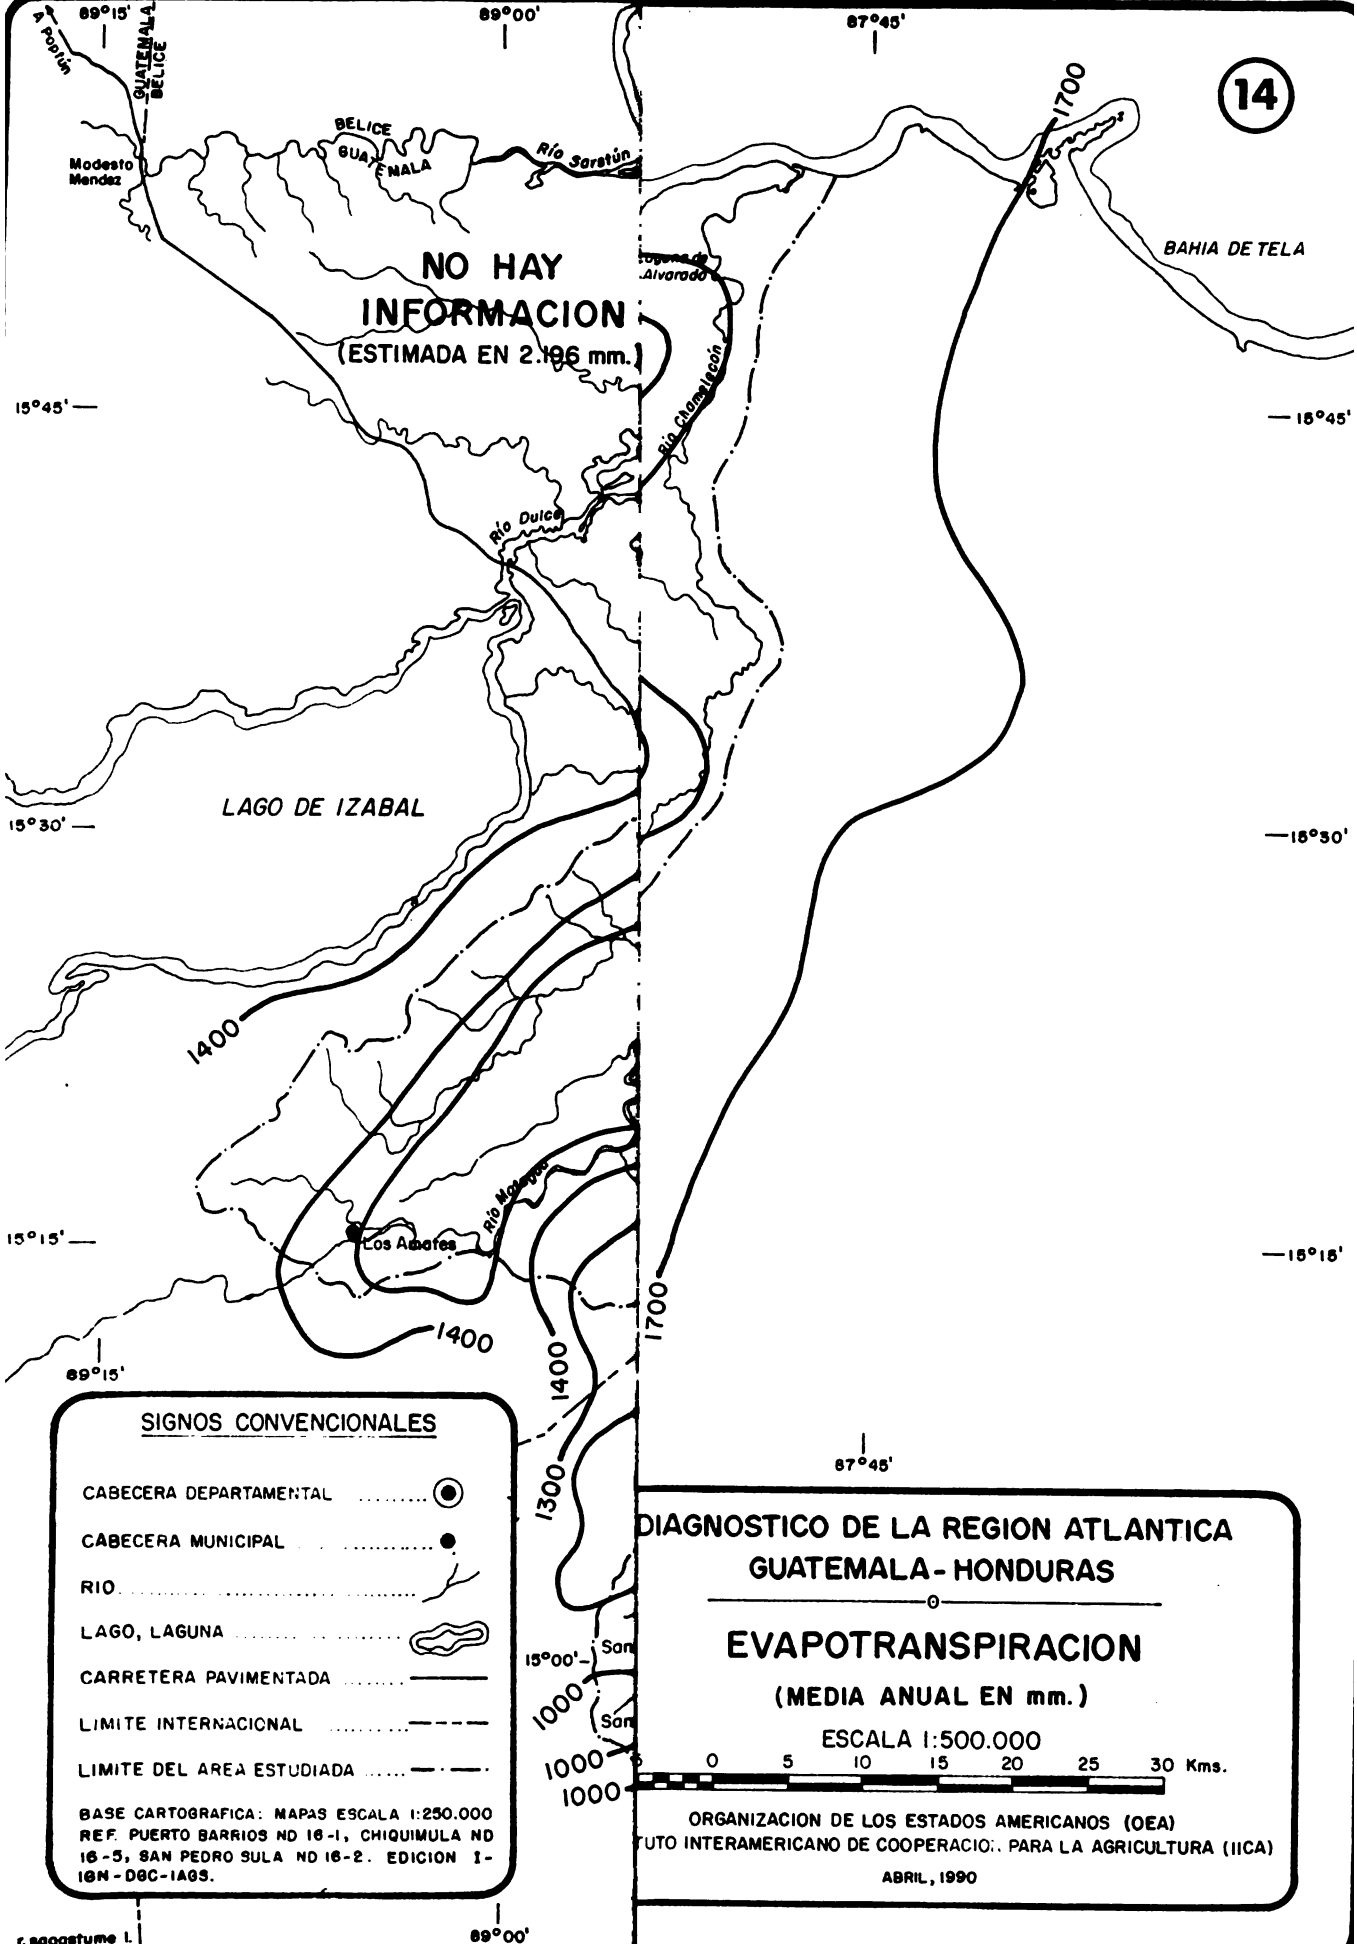 89°15'
89°00'
87°45'
A Poptún
GUATEMALA
BELICE
14
1700
BELICE
GUATEMALA
Río Sarstún
Modesto
Mendez
BAHIA DE TELA
NO HAY
INFORMACION
(ESTIMADA EN 2.196 mm.)
Alvarado
Río Chamelecón
15°45'
15°45'
Río Dulce
LAGO DE IZABAL
15°30'
15°30'
1400
Río Motagua
15°15'
Los Amates
15°15'
1700
1400
1400
89°15'
1300
87°45'
SIGNOS CONVENCIONALES
CABECERA DEPARTAMENTAL
CABECERA MUNICIPAL
RIO
LAGO, LAGUNA
CARRETERA PAVIMENTADA
LIMITE INTERNACIONAL
LIMITE DEL AREA ESTUDIADA
BASE CARTOGRAFICA: MAPAS ESCALA 1:250.000
REF. PUERTO BARRIOS ND 16-1, CHIQUIMULA ND
16-5, SAN PEDRO SULA ND 16-2. EDICION I-
IGN-DGC-IAGS.
15°00'
San
1000
San
1000
1000
DIAGNOSTICO DE LA REGION ATLANTICA
GUATEMALA-HONDURAS
EVAPOTRANSPIRACION
(MEDIA ANUAL EN mm.)
ESCALA 1:500.000
5 0 5 10 15 20 25 30 Kms.
ORGANIZACION DE LOS ESTADOS AMERICANOS (OEA)
TUTO INTERAMERICANO DE COOPERACIO. PARA LA AGRICULTURA (IICA)
ABRIL, 1990
r. sagastume l.
89°00'